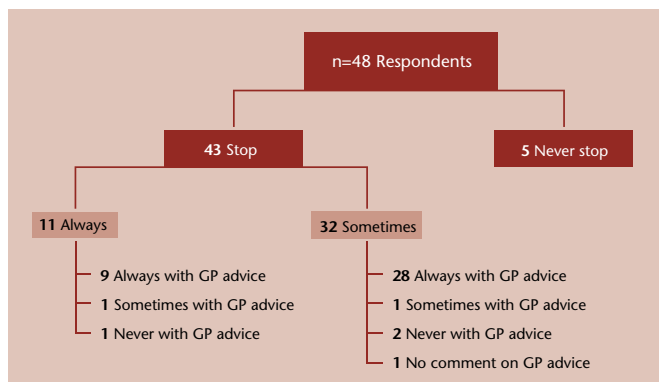 n=48 Respondents
43 Stop
5 Never stop
11 Always
32 Sometimes
9 Always with GP advice
1 Sometimes with GP advice
1 Never with GP advice
28 Always with GP advice
1 Sometimes with GP advice
2 Never with GP advice
1 No comment on GP advice